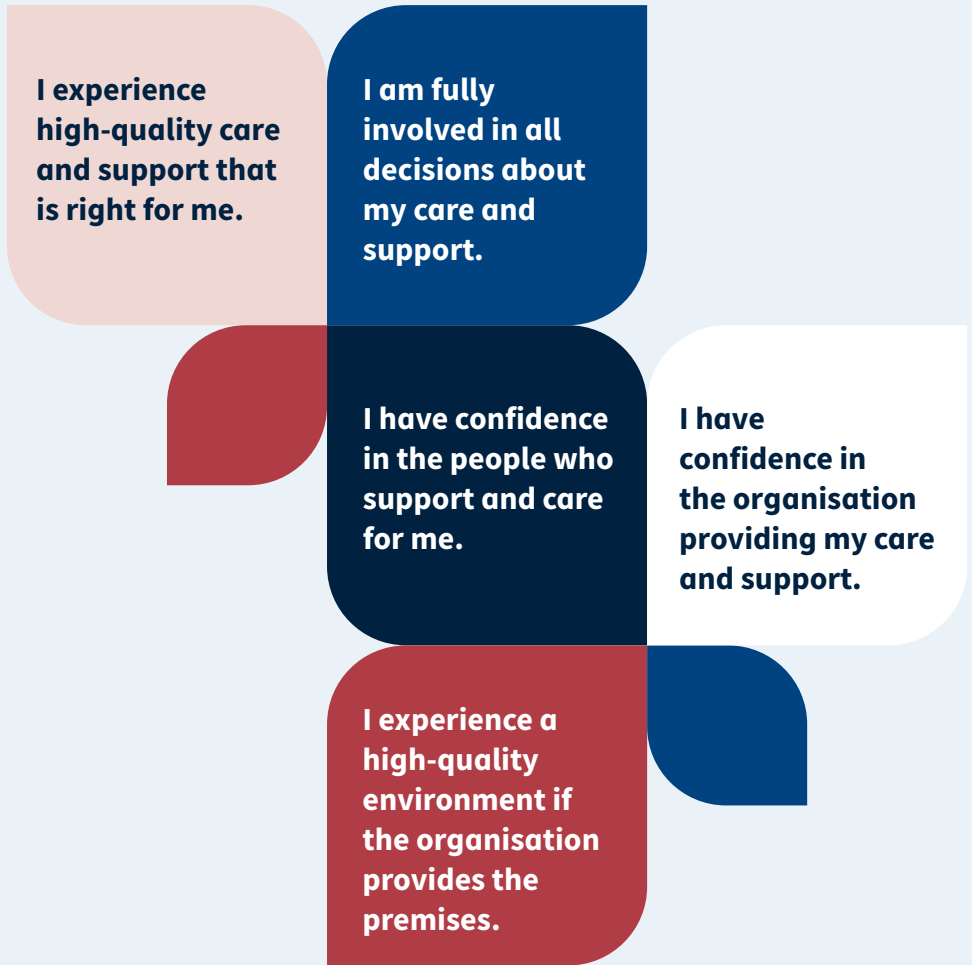 I experience
high-quality care
and support that
is right for me.
I am fully
involved in all
decisions about
my care and
support.
I have confidence
in the people who
support and care
for me.
I have
confidence in
the organisation
providing my care
and support.
I experience a
high-quality
environment if
the organisation
provides the
premises.